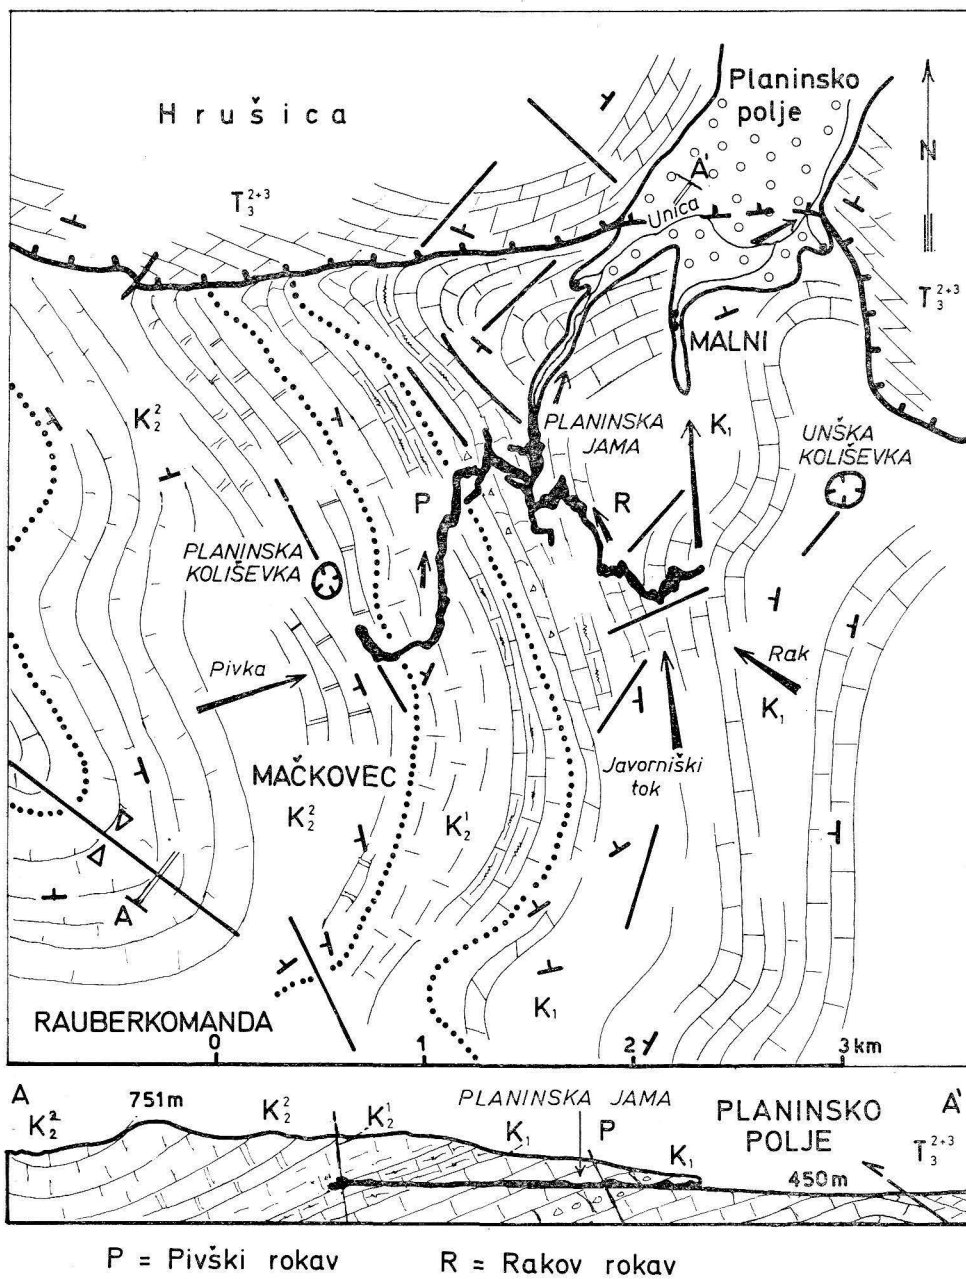 Hrušica
Planinsko
polje
N
A'
T₃²⁺³
Unica
T₃²⁺³
MALNI
K₂²
PLANINSKA
JAMA
K₁
UNŠKA
KOLIŠEVKA
P
R
PLANINSKA
KOLIŠEVKA
Pivka
Rak
K₁
MAČKOVEC
K₂²
K₂¹
Javorniški
tok
A
K₁
RAUBERKOMANDA
0 1 2 3 km
A
751m
K₂²
K₂²
K₂¹
PLANINSKA JAMA
K₁
P
K₁
PLANINSKO
POLJE
450m
A'
T₃²⁺³
P = Pivški rokav R = Rakov rokav